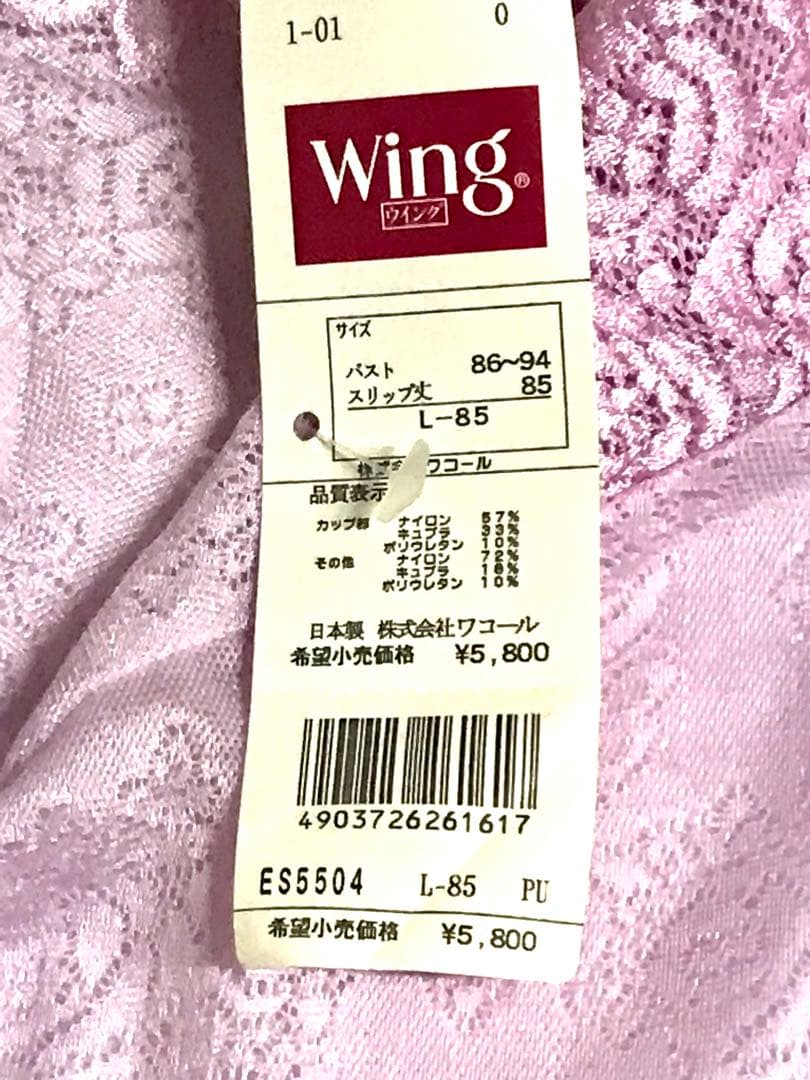 1-01 0
Wing®
ウイング
サイズ
バスト 86~94
スリップ丈 85
L-85
ワコール
品質表示
カップ部 ナイロン 57%
キュプラ 33%
ポリウレタン 10%
その他 ナイロン 72%
キュプラ 18%
ポリウレタン 10%
日本製 株式会社ワコール
希望小売価格 ¥5,800
4903726261617
ES5504 L-85 PU
希望小売価格 ¥5,800